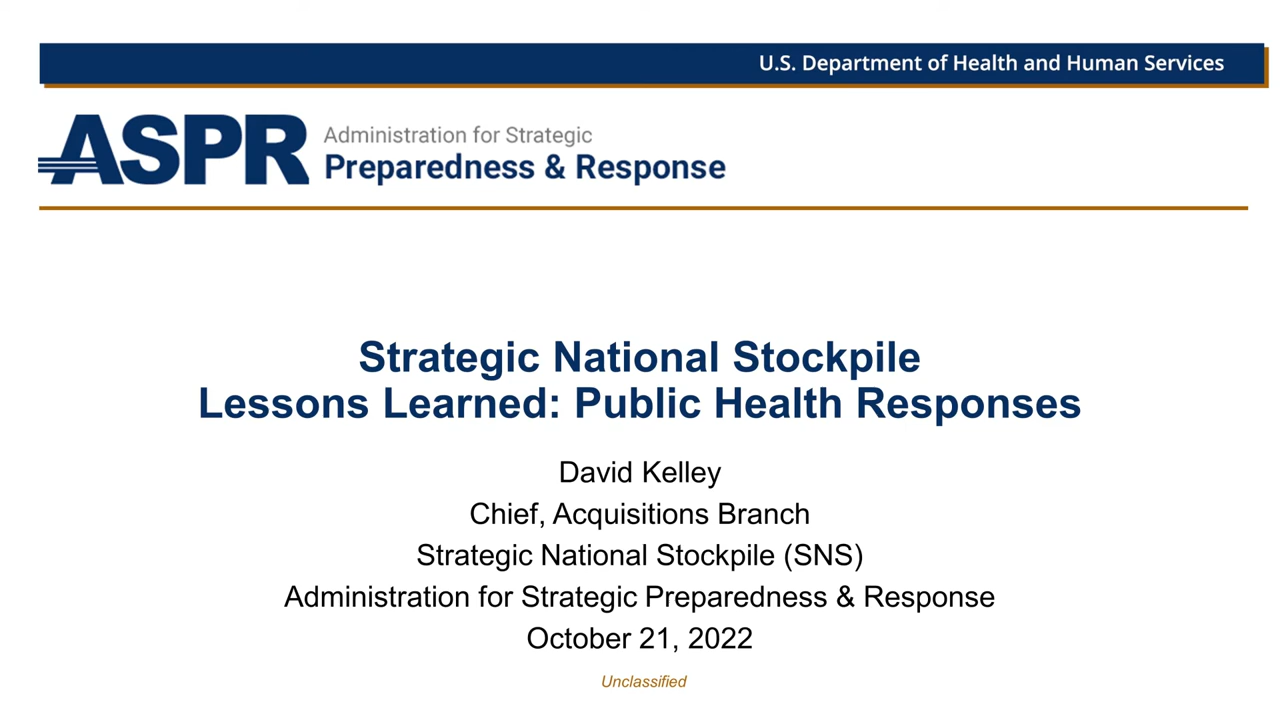 U.S. Department of Health and Human Services
ASPR
Administration for Strategic
Preparedness & Response
Strategic National Stockpile
Lessons Learned: Public Health Responses
David Kelley
Chief, Acquisitions Branch
Strategic National Stockpile (SNS)
Administration for Strategic Preparedness & Response
October 21, 2022
Unclassified